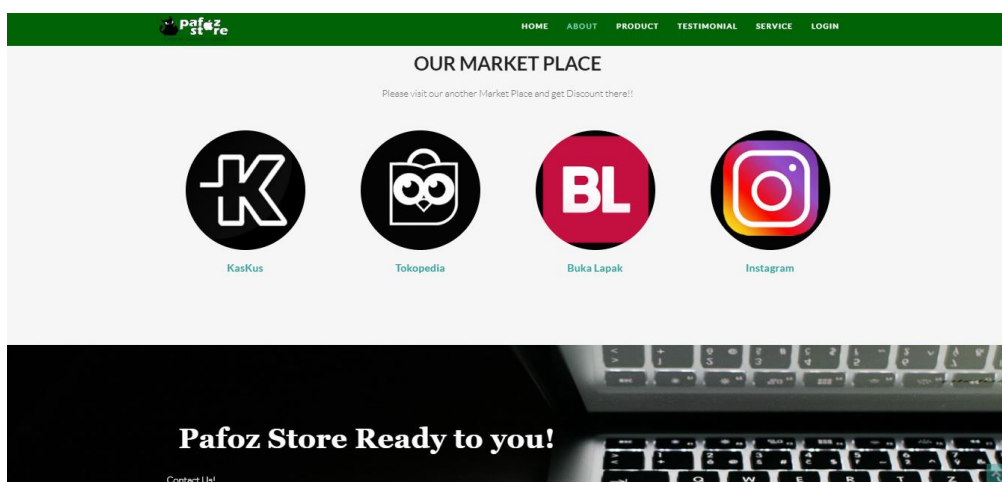 pafoz store
HOME ABOUT PRODUCT TESTIMONIAL SERVICE LOGIN
OUR MARKET PLACE
Please visit our another Market Place and get Discount there!!
K
BL
KasKus Tokopedia Buka Lapak Instagram
Pafoz Store Ready to you!
Contact Us!